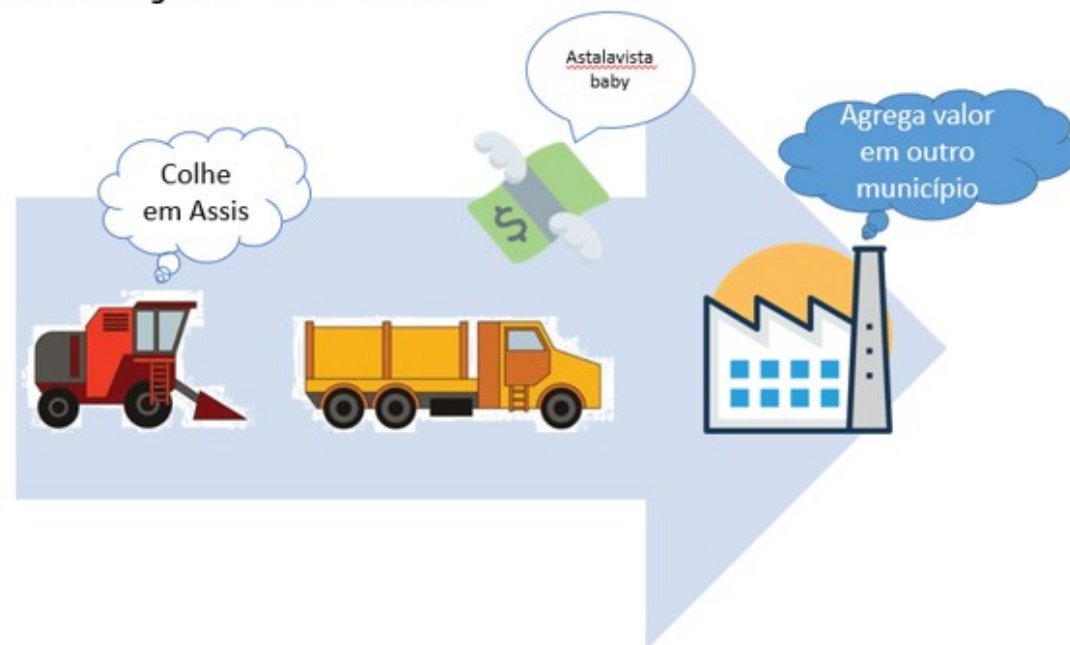 Colhe
em Assis
Astalavista
baby
Agrega valor
em outro
município
$